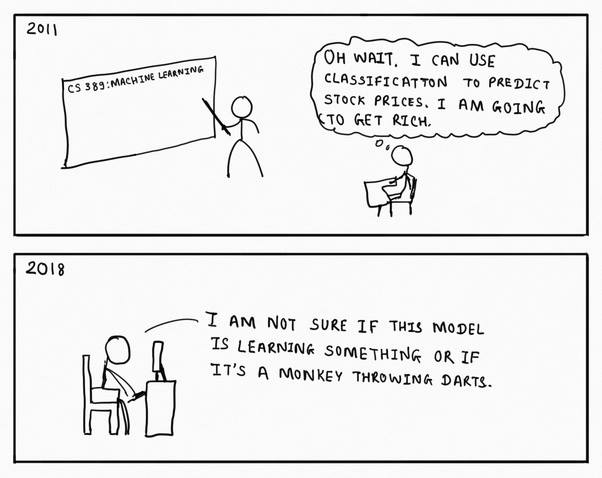 2011
CS 389: MACHINE LEARNING
OH WAIT. I CAN USE
CLASSIFICATTON TO PREDICT
STOCK PRICES. I AM GOING
TO GET RICH.
2018
I AM NOT SURE IF THIS MODEL
IS LEARNING SOMETHING OR IF
IT'S A MONKEY THROWING DARTS.